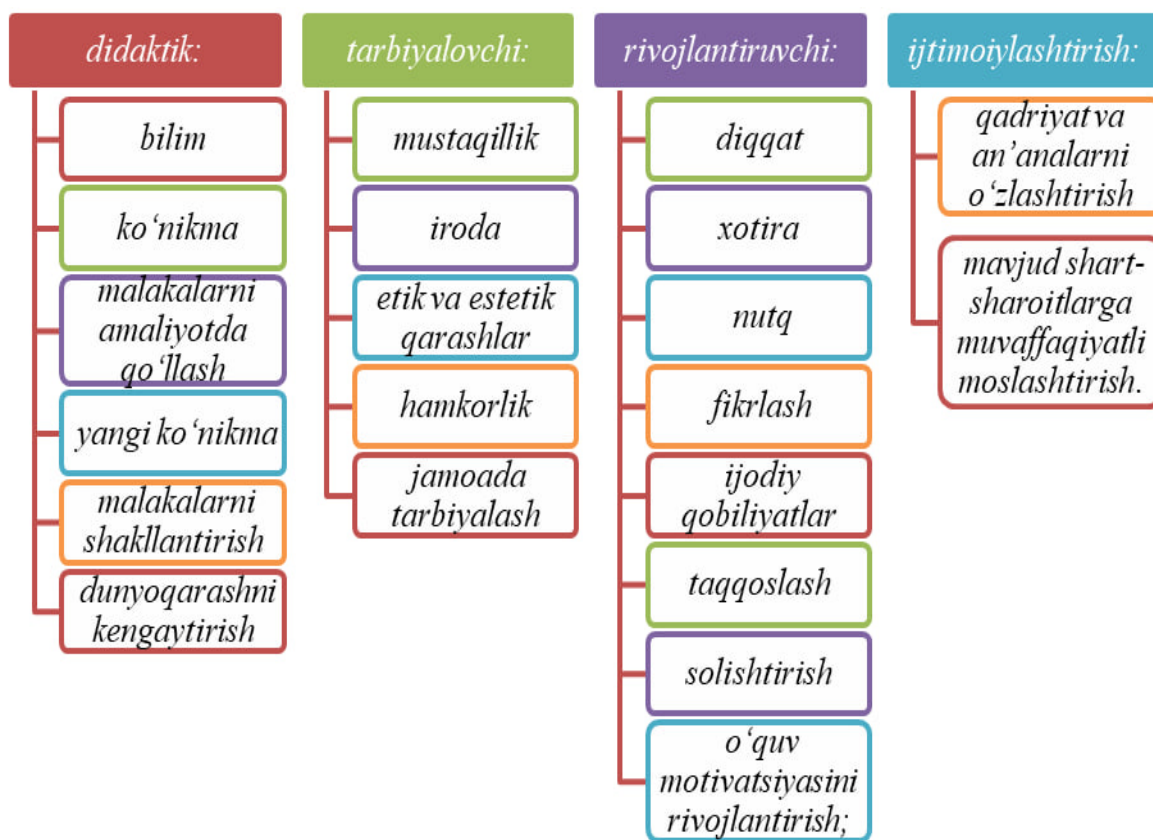 didaktik:
bilim
ko‘nikma
malakalarni
amaliyotda
qo‘llash
yangi ko‘nikma
malakalarni
shakllantirish
dunyoqarashni
kengaytirish
tarbiyalovchi:
mustaqillik
iroda
etik va estetik
qarashlar
hamkorlik
jamoada
tarbiyalash
rivojlantiruvchi:
diqqat
xotira
nutq
fikrlash
ijodiy
qobiliyatlar
taqqoslash
solishtirish
o‘quv
motivatsiyasini
rivojlantirish;
ijtimoiylashtirish:
qadriyat va
an’analarni
o‘zlashtirish
mavjud shart-
sharoitlarga
muvaffaqiyatli
moslashtirish.